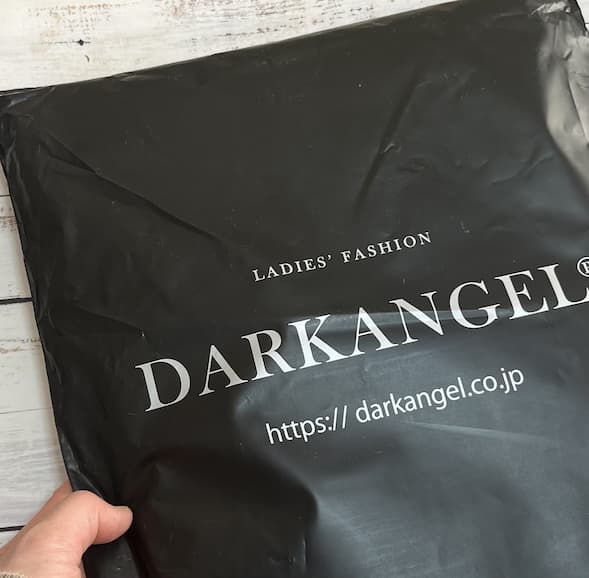 LADIES' FASHION
DARKANGEL®
https:// darkangel.co.jp